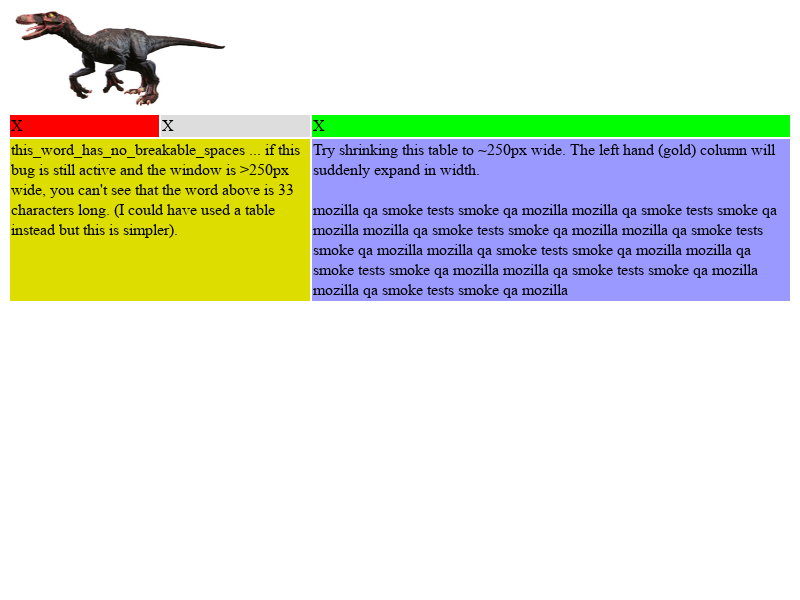 X
X
X
this_word_has_no_breakable_spaces ... if this
bug is still active and the window is >250px
wide, you can't see that the word above is 33
characters long. (I could have used a table
instead but this is simpler).
Try shrinking this table to ~250px wide. The left hand (gold) column will
suddenly expand in width.
mozilla qa smoke tests smoke qa mozilla mozilla qa smoke tests smoke qa
mozilla mozilla qa smoke tests smoke qa mozilla mozilla qa smoke tests
smoke qa mozilla mozilla qa smoke tests smoke qa mozilla mozilla qa
smoke tests smoke qa mozilla mozilla qa smoke tests smoke qa mozilla
mozilla qa smoke tests smoke qa mozilla